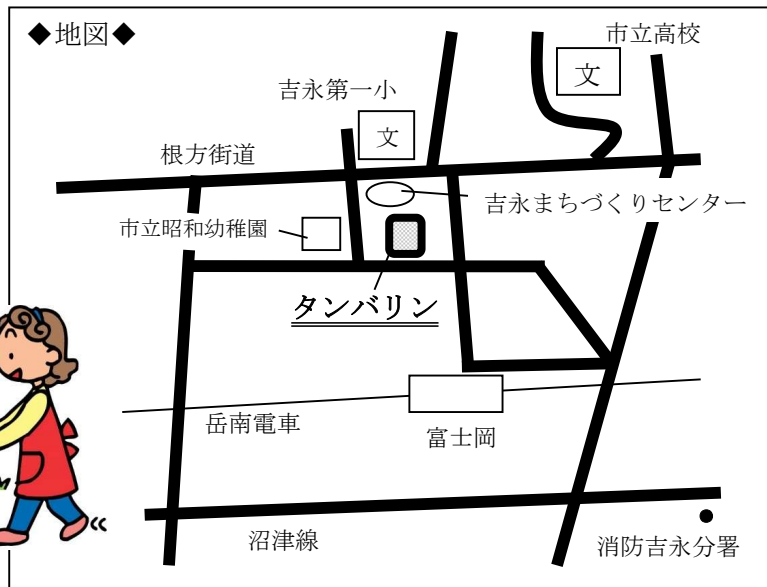 ◆地図◆
市立高校
文
吉永第一小
文
根方街道
吉永まちづくりセンター
市立昭和幼稚園
タンバリン
岳南電車
富士岡
沼津線
消防吉永分署